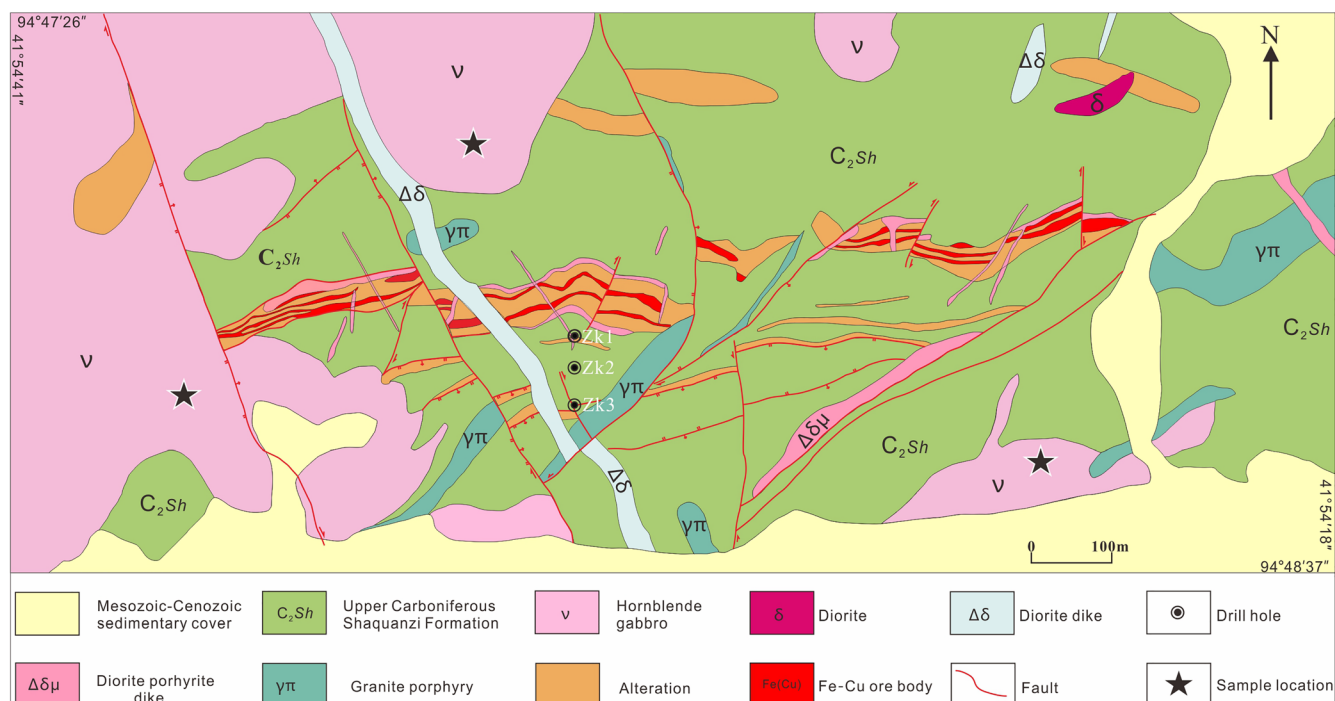 94°47′26″
41°54′41″
ν
ν
N
Δδ
δ
C₂Sh
Δδ
γπ
C₂Sh
γπ
C₂Sh
Zk1
ν
Zk2
γπ
Zk3
Δδμ
γπ
C₂Sh
Δδ
ν
C₂Sh
γπ
41°54′18″
0 100m
94°48′37″
Mesozoic-Cenozoic
sedimentary cover
C₂Sh
Upper Carboniferous
Shaquanzi Formation
ν
Hornblende
gabbro
δ
Diorite
Δδ
Diorite dike
Drill hole
Δδμ
Diorite porhyrite
dike
γπ
Granite porphyry
Alteration
Fe(Cu)
Fe-Cu ore body
Fault
Sample location